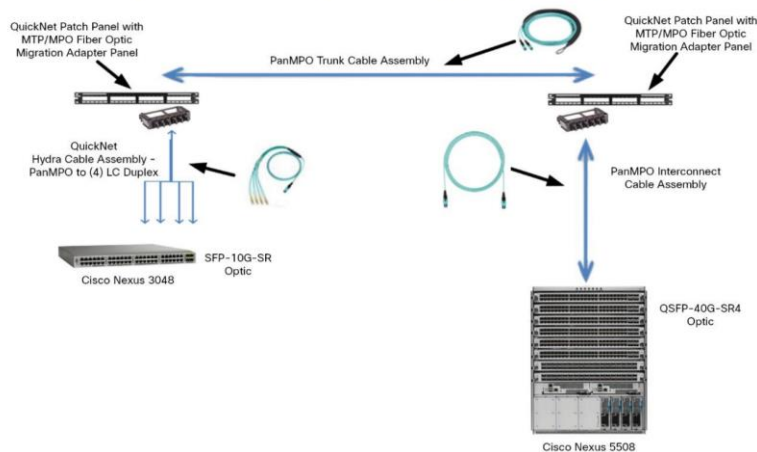 QuickNet Patch Panel with
MTP/MPO Fiber Optic
Migration Adapter Panel
PanMPO Trunk Cable Assembly
QuickNet Patch Panel with
MTP/MPO Fiber Optic
Migration Adapter Panel
QuickNet
Hydra Cable Assembly –
PanMPO to (4) LC Duplex
PanMPO Interconnect
Cable Assembly
SFP-10G-SR
Optic
Cisco Nexus 3048
QSFP-40G-SR4
Optic
Cisco Nexus 5508